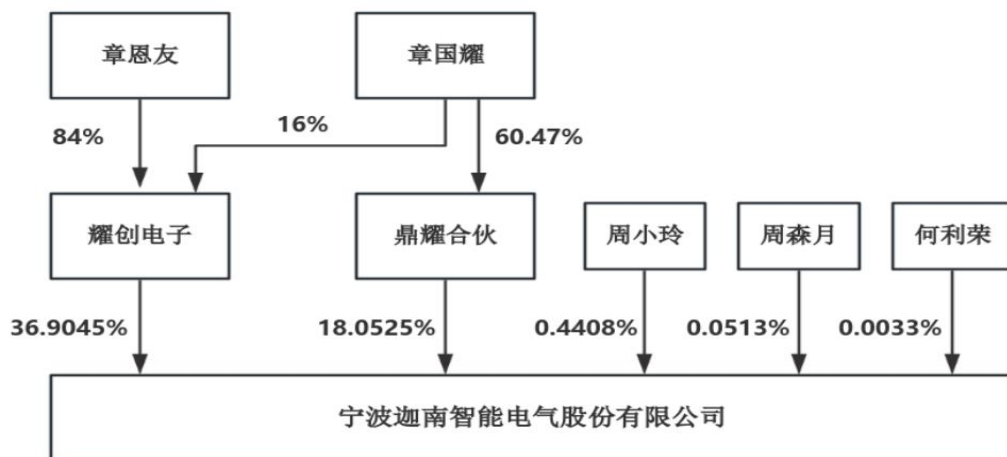 章恩友
章国耀
84%
16%
60.47%
耀创电子
鼎耀合伙
周小玲
周森月
何利荣
36.9045%
18.0525%
0.4408%
0.0513%
0.0033%
宁波迦南智能电气股份有限公司